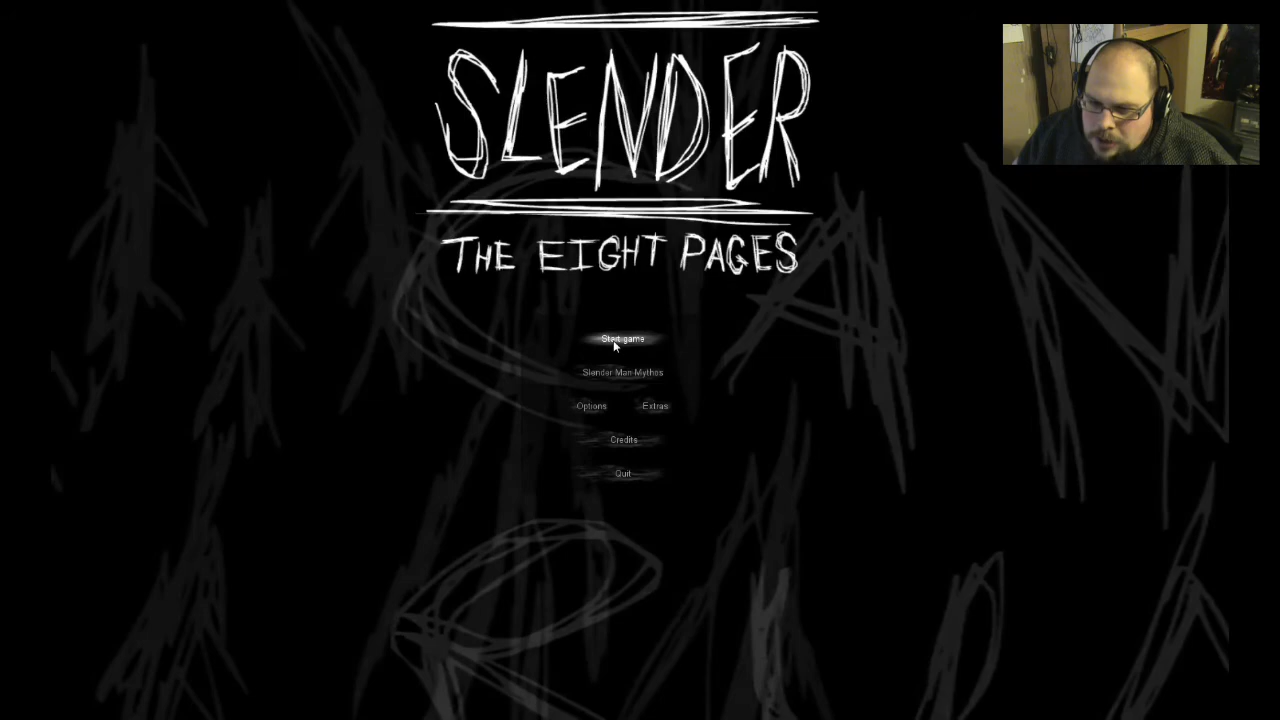 SLENDER
THE EIGHT PAGES
Start game
Slender Man Mythos
Options Extras
Credits
Quit